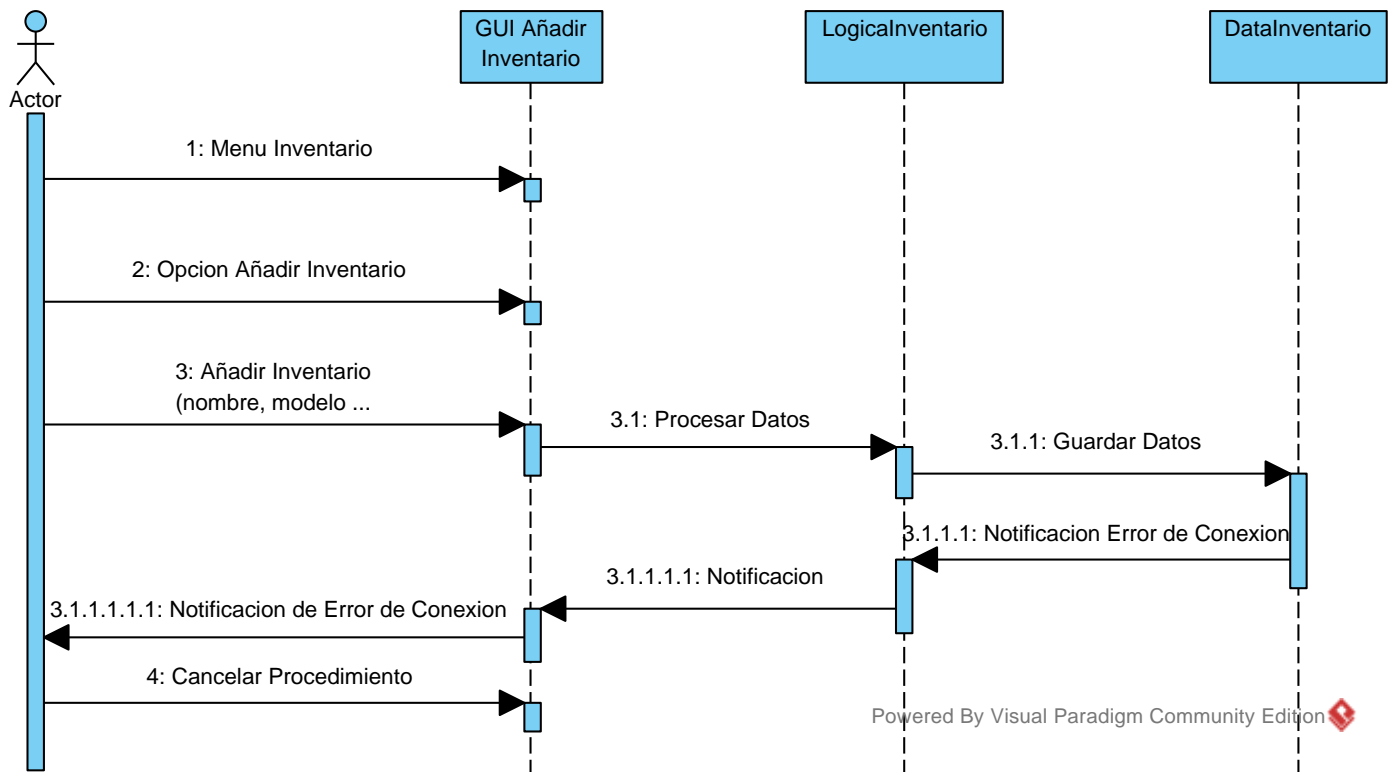 Actor
GUI Añadir
Inventario
LogicaInventario
DataInventario
1: Menu Inventario
2: Opcion Añadir Inventario
3: Añadir Inventario
(nombre, modelo ...
3.1: Procesar Datos
3.1.1: Guardar Datos
3.1.1.1: Notificacion Error de Conexion
3.1.1.1.1: Notificacion
3.1.1.1.1.1: Notificacion de Error de Conexion
4: Cancelar Procedimiento
Powered By Visual Paradigm Community Edition